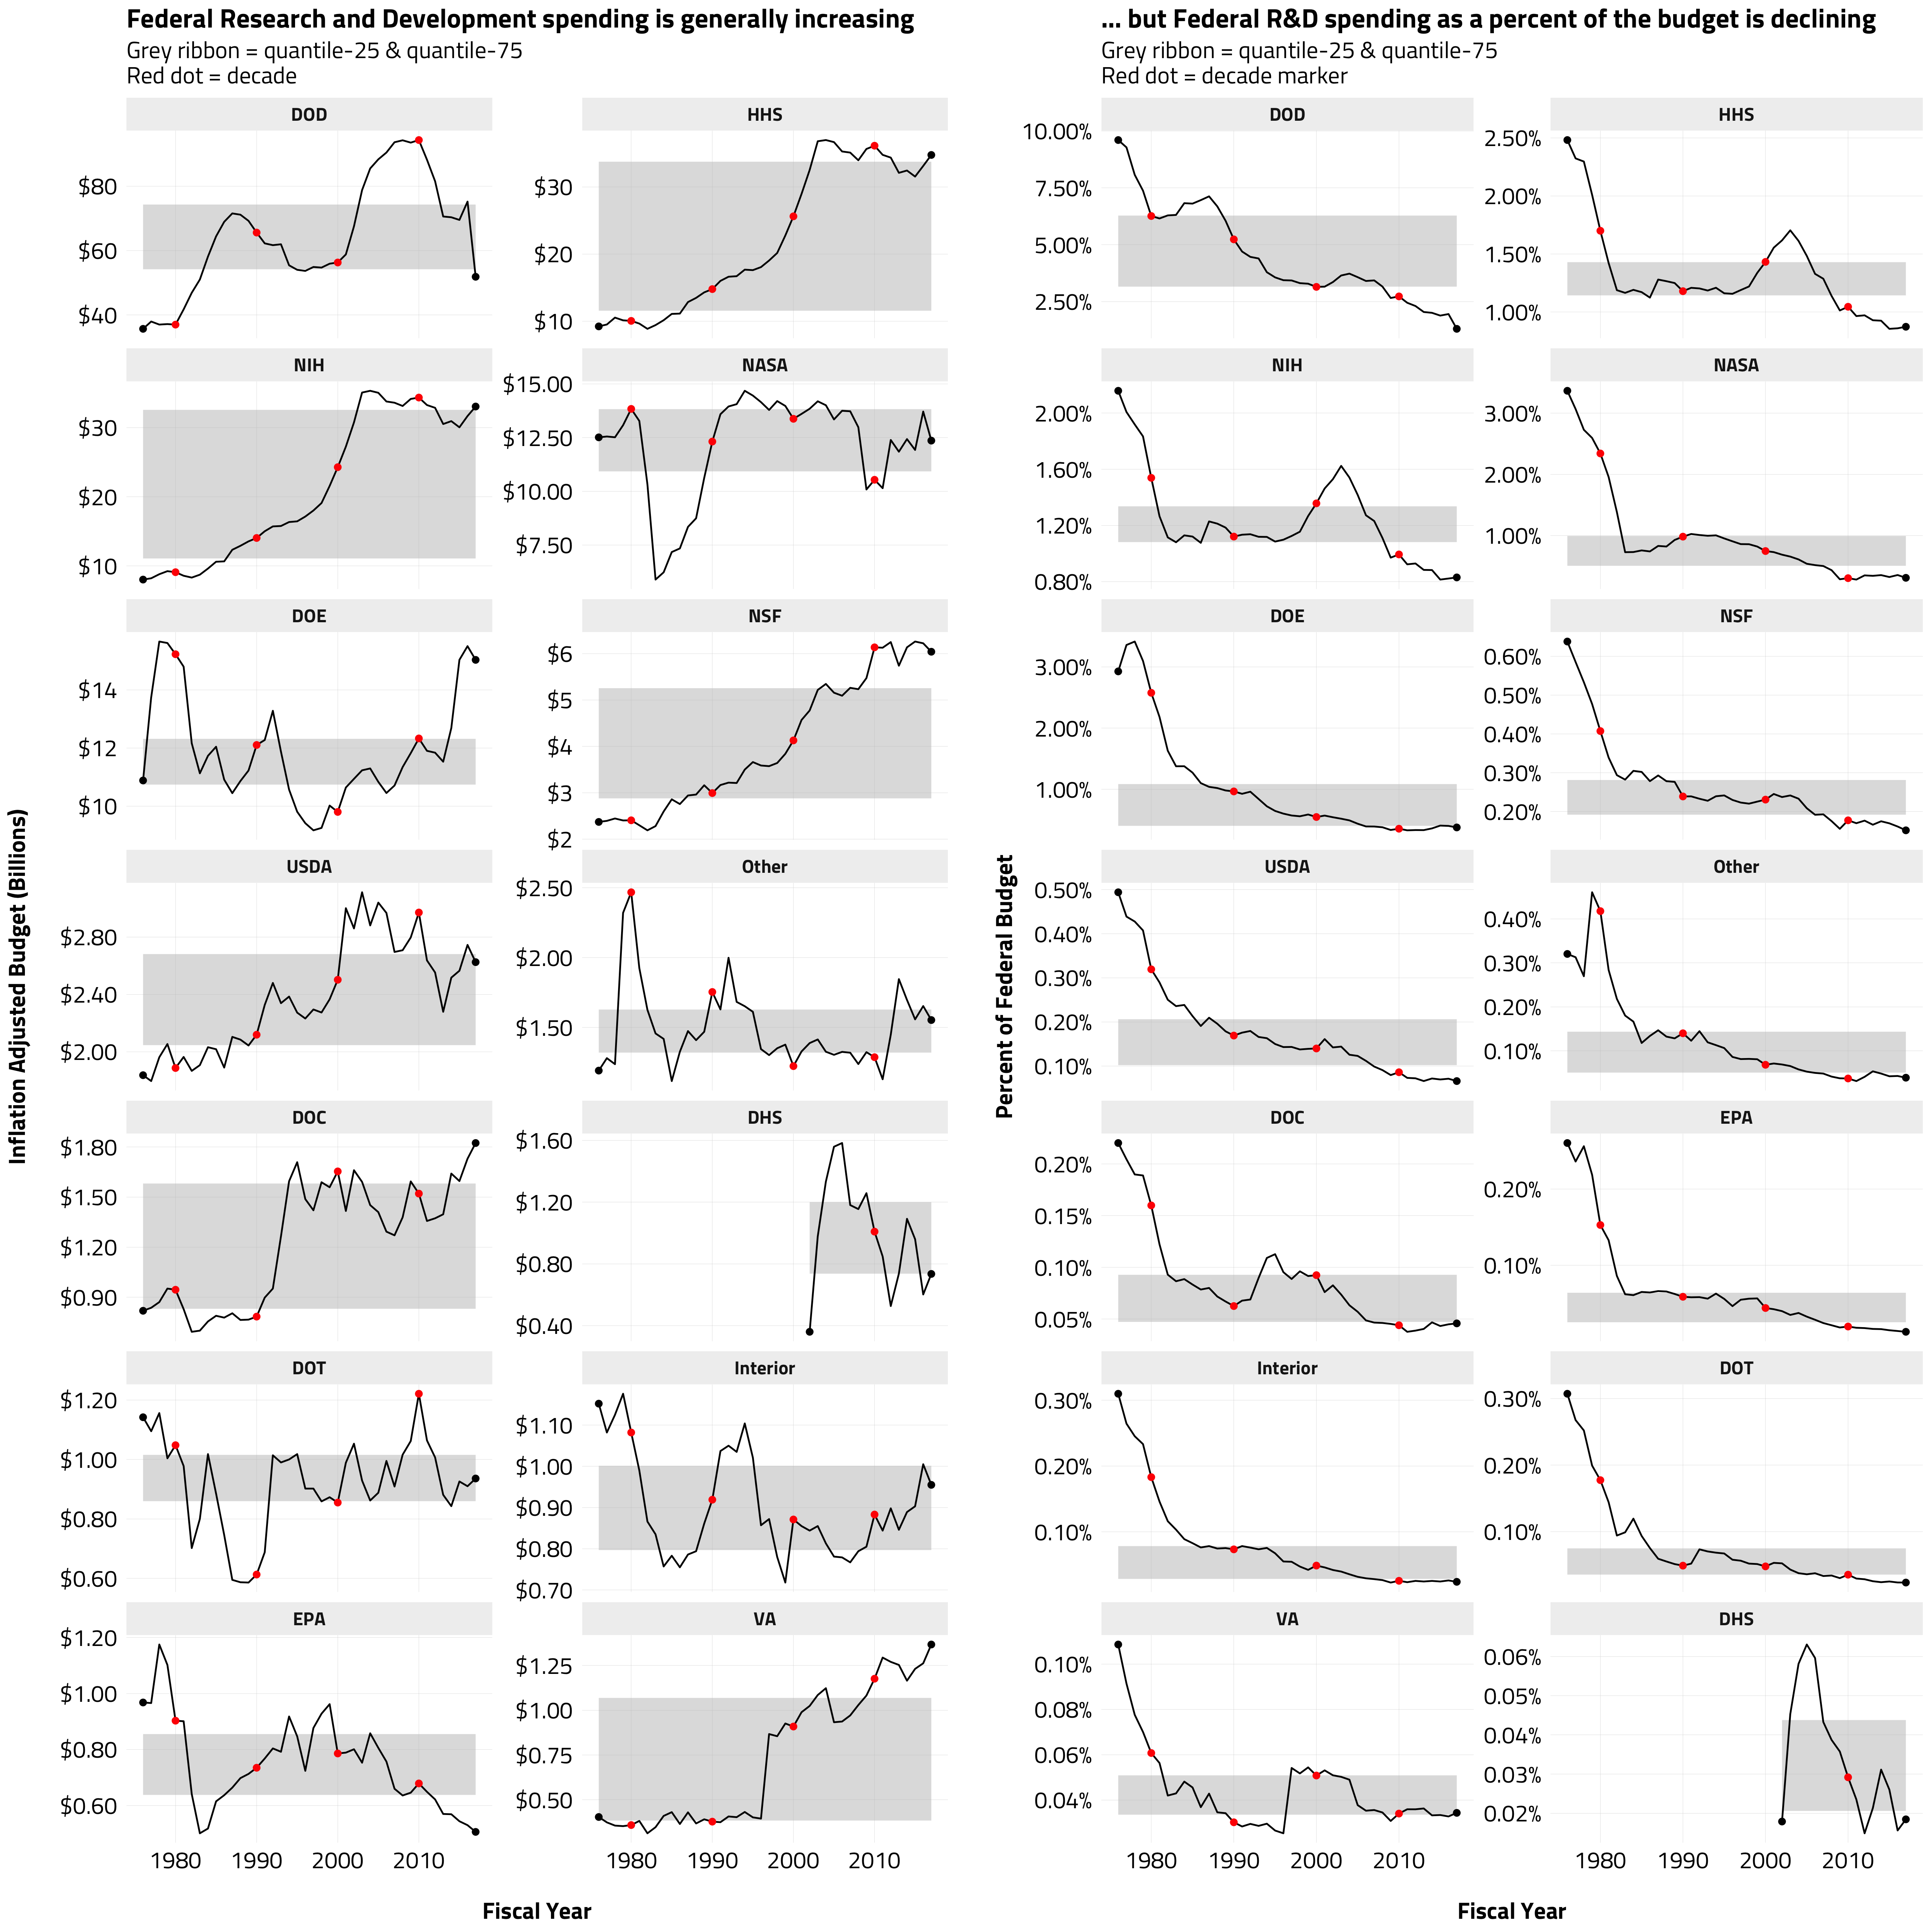 Federal Research and Development spending is generally increasing
Grey ribbon = quantile-25 & quantile-75
Red dot = decade
Inflation Adjusted Budget (Billions)
DOD
$80
$60
$40
HHS
$30
$20
$10
NIH
$30
$20
$10
NASA
$15.00
$12.50
$10.00
$7.50
DOE
$14
$12
$10
NSF
$6
$5
$4
$3
$2
USDA
$2.80
$2.40
$2.00
Other
$2.50
$2.00
$1.50
DOC
$1.80
$1.50
$1.20
$0.90
DHS
$1.60
$1.20
$0.80
$0.40
DOT
$1.20
$1.00
$0.80
$0.60
Interior
$1.10
$1.00
$0.90
$0.80
$0.70
EPA
$1.20
$1.00
$0.80
$0.60
VA
$1.25
$1.00
$0.75
$0.50
1980 1990 2000 2010
1980 1990 2000 2010
Fiscal Year
... but Federal R&D spending as a percent of the budget is declining
Grey ribbon = quantile-25 & quantile-75
Red dot = decade marker
Percent of Federal Budget
DOD
10.00%
7.50%
5.00%
2.50%
HHS
2.50%
2.00%
1.50%
1.00%
NIH
2.00%
1.60%
1.20%
0.80%
NASA
3.00%
2.00%
1.00%
DOE
3.00%
2.00%
1.00%
NSF
0.60%
0.50%
0.40%
0.30%
0.20%
USDA
0.50%
0.40%
0.30%
0.20%
0.10%
Other
0.40%
0.30%
0.20%
0.10%
DOC
0.20%
0.15%
0.10%
0.05%
EPA
0.20%
0.10%
Interior
0.30%
0.20%
0.10%
DOT
0.30%
0.20%
0.10%
VA
0.10%
0.08%
0.06%
0.04%
DHS
0.06%
0.05%
0.04%
0.03%
0.02%
1980 1990 2000 2010
1980 1990 2000 2010
Fiscal Year